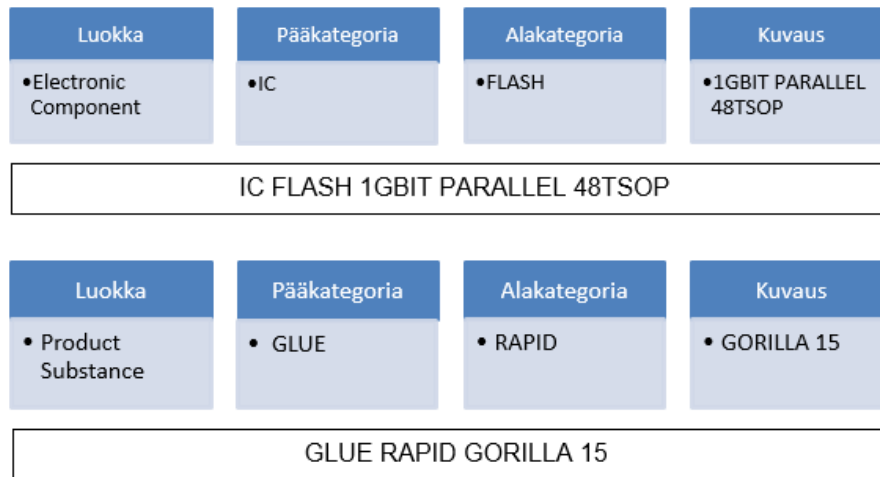 Luokka Pääkategoria Alakategoria Kuvaus
•Electronic •IC •FLASH •1GBIT PARALLEL
Component 48TSOP
IC FLASH 1GBIT PARALLEL 48TSOP
Luokka Pääkategoria Alakategoria Kuvaus
• Product • GLUE • RAPID • GORILLA 15
Substance
GLUE RAPID GORILLA 15